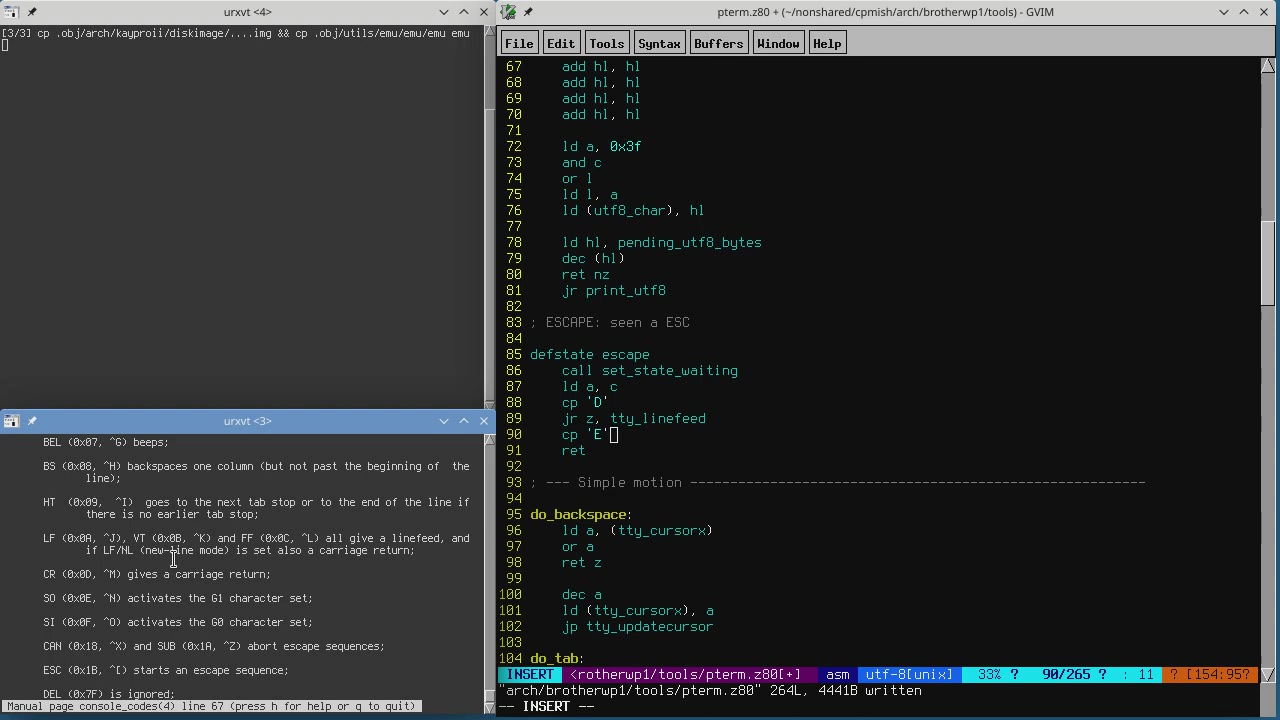 urxvt <4>
[3/3] cp .obj/arch/kayproii/diskimage/....img && cp .obj/utils/emu/emu/emu emu
urxvt <3>
BEL (0x07, ^G) beeps;
BS (0x08, ^H) backspaces one column (but not past the beginning of  the
line);
HT  (0x09,  ^I)  goes to the next tab stop or to the end of the line if
there is no earlier tab stop;
LF (0x0A, ^J), VT (0x0B, ^K) and FF (0x0C, ^L) all give a linefeed, and
if LF/NL (new-line mode) is set also a carriage return;
CR (0x0D, ^M) gives a carriage return;
SO (0x0E, ^N) activates the G1 character set;
SI (0x0F, ^O) activates the G0 character set;
CAN (0x18, ^X) and SUB (0x1A, ^Z) abort escape sequences;
ESC (0x1B, ^[) starts an escape sequence;
DEL (0x7F) is ignored;
Manual page console_codes(4) line 67 (press h for help or q to quit)
pterm.z80 + (~/nonshared/cpmish/arch/brotherwp1/tools) - GVIM
File Edit Tools Syntax Buffers Window Help
67 add hl, hl
68 add hl, hl
69 add hl, hl
70 add hl, hl
71
72 ld a, 0x3f
73 and c
74 or l
75 ld l, a
76 ld (utf8_char), hl
77
78 ld hl, pending_utf8_bytes
79 dec (hl)
80 ret nz
81 jr print_utf8
82
83 ; ESCAPE: seen a ESC
84
85 defstate escape
86 call set_state_waiting
87 ld a, c
88 cp 'D'
89 jr z, tty_linefeed
90 cp 'E'
91 ret
92
93 ; --- Simple motion ---------------------------------------------------------
94
95 do_backspace:
96 ld a, (tty_cursorx)
97 or a
98 ret z
99
100 dec a
101 ld (tty_cursorx), a
102 jp tty_updatecursor
103
104 do_tab:
INSERT <rotherwp1/tools/pterm.z80[+] asm utf-8[unix] 33% ? 90/265 ? : 11 ? [154:95?
"arch/brotherwp1/tools/pterm.z80" 264L, 4441B written
-- INSERT --